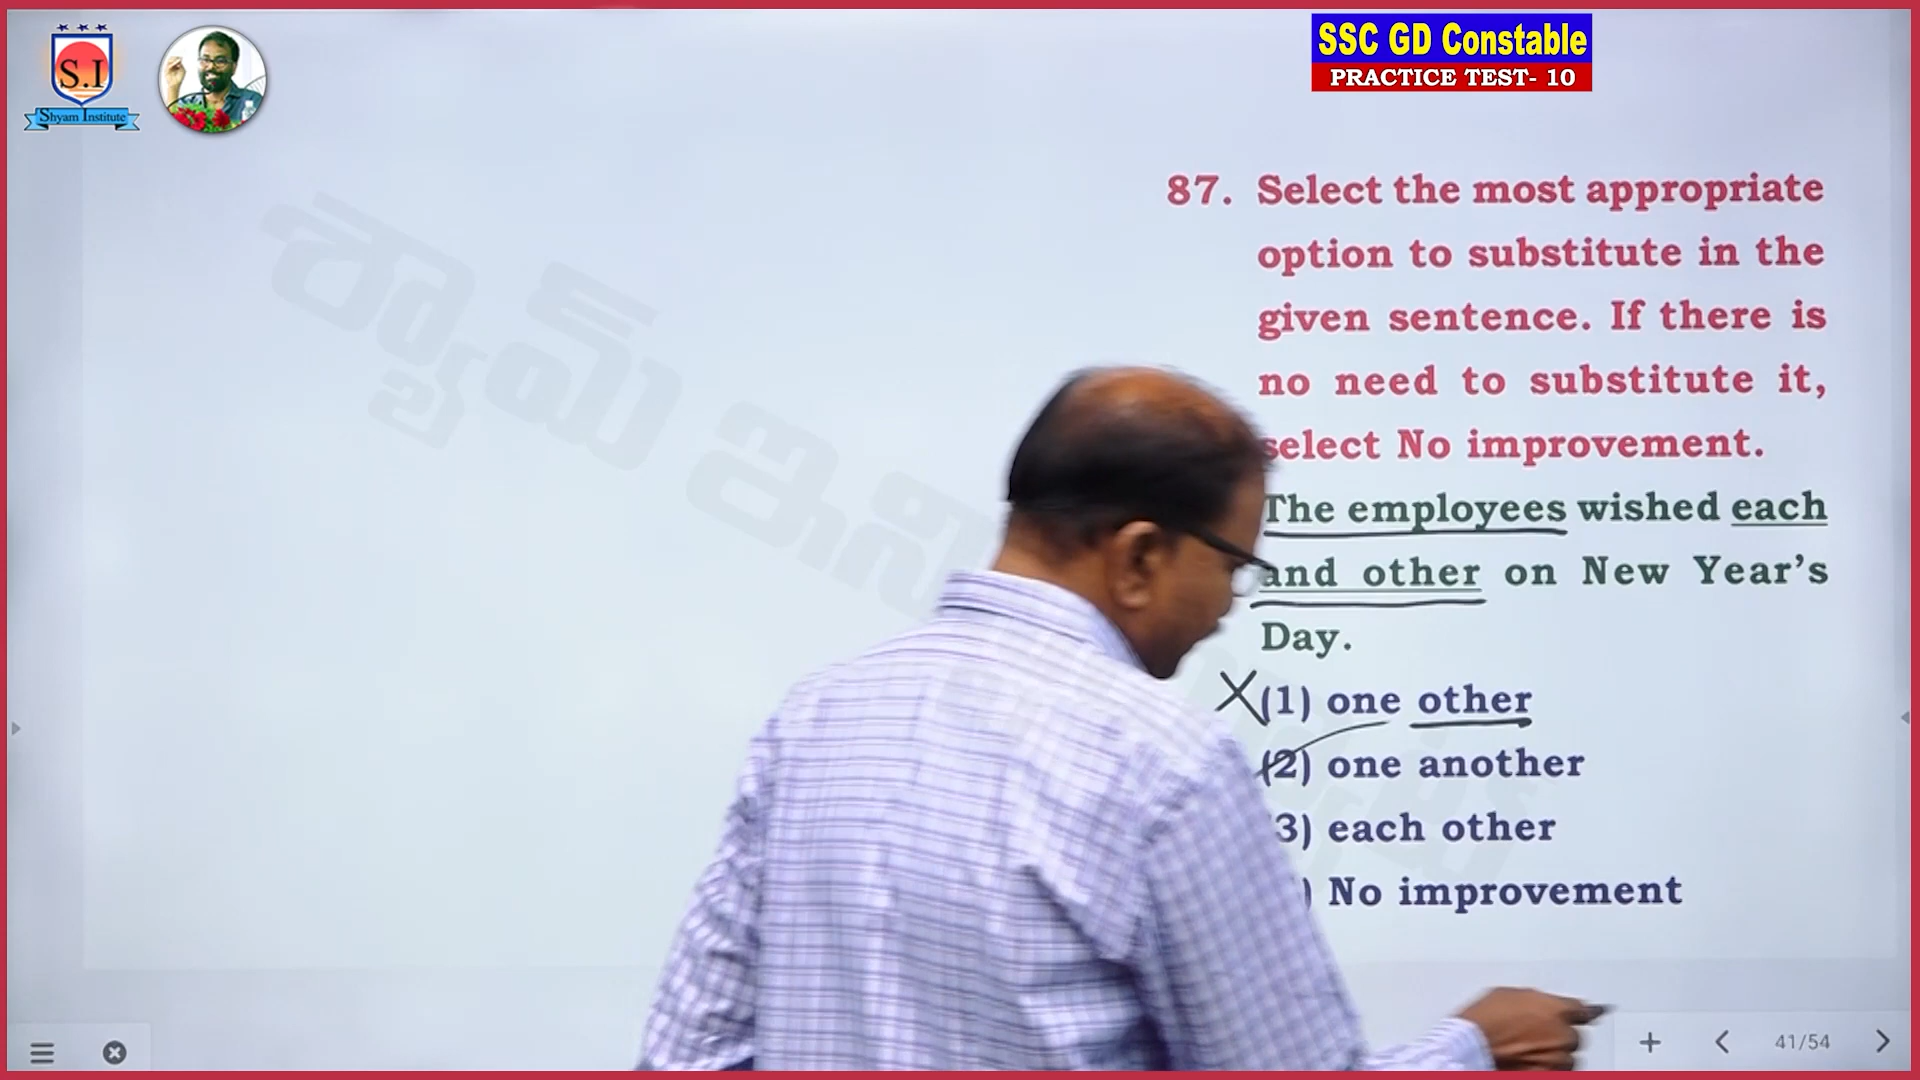 S.I
Shyam Institute
SSC GD Constable
PRACTICE TEST- 10
87. Select the most appropriate
option to substitute in the
given sentence. If there is
no need to substitute it,
select No improvement.
The employees wished each
and other on New Year's
Day.
(1) one other
(2) one another
3) each other
) No improvement
41/54